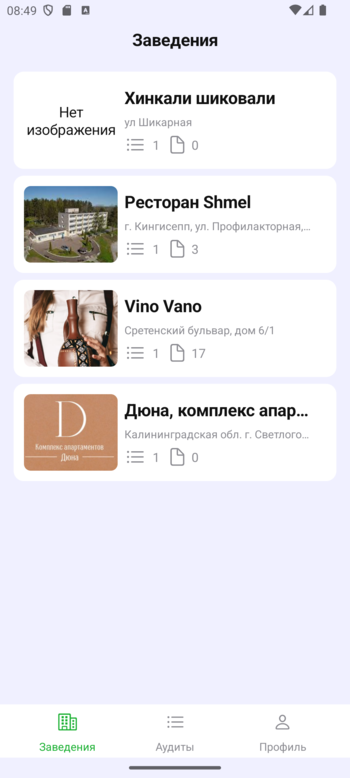 08:49
A
Заведения
Нет
изображения
Хинкали шиковали
ул Шикарная
1 0
Ресторан Shmel
г. Кингисепп, ул. Профилакторная,...
1 3
Vino Vano
Сретенский бульвар, дом 6/1
1 17
D
Комплекс апартаментов
Дюна
Дюна, комплекс апар...
Калининградская обл. г. Светлого...
1 0
Заведения
Аудиты
Профиль